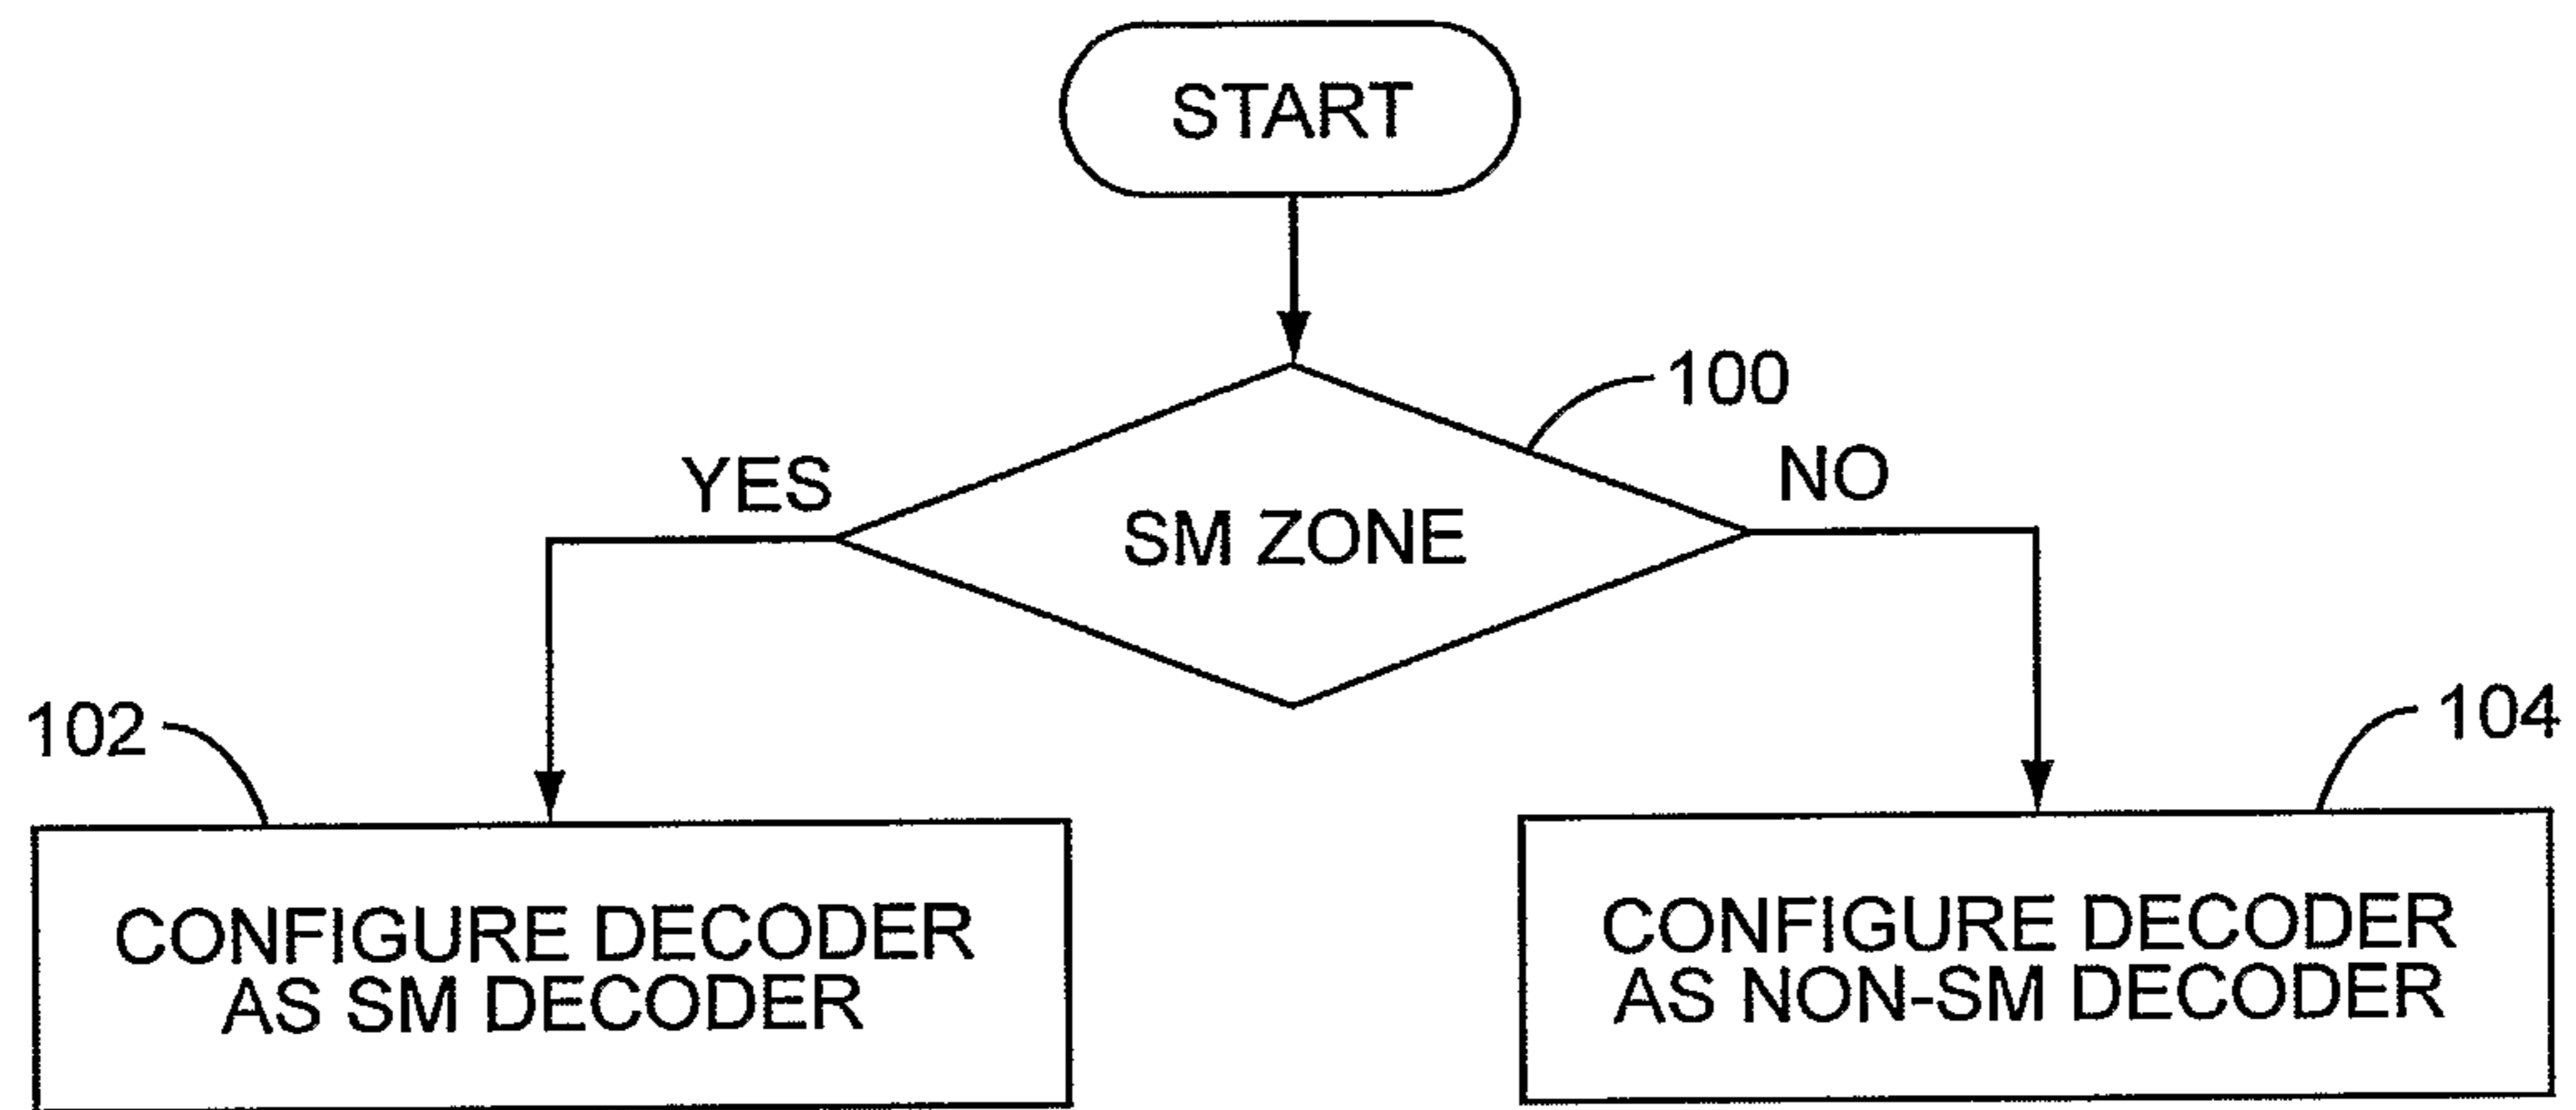 START
100
YES
NO
SM ZONE
102
104
CONFIGURE DECODER
AS SM DECODER
CONFIGURE DECODER
AS NON-SM DECODER